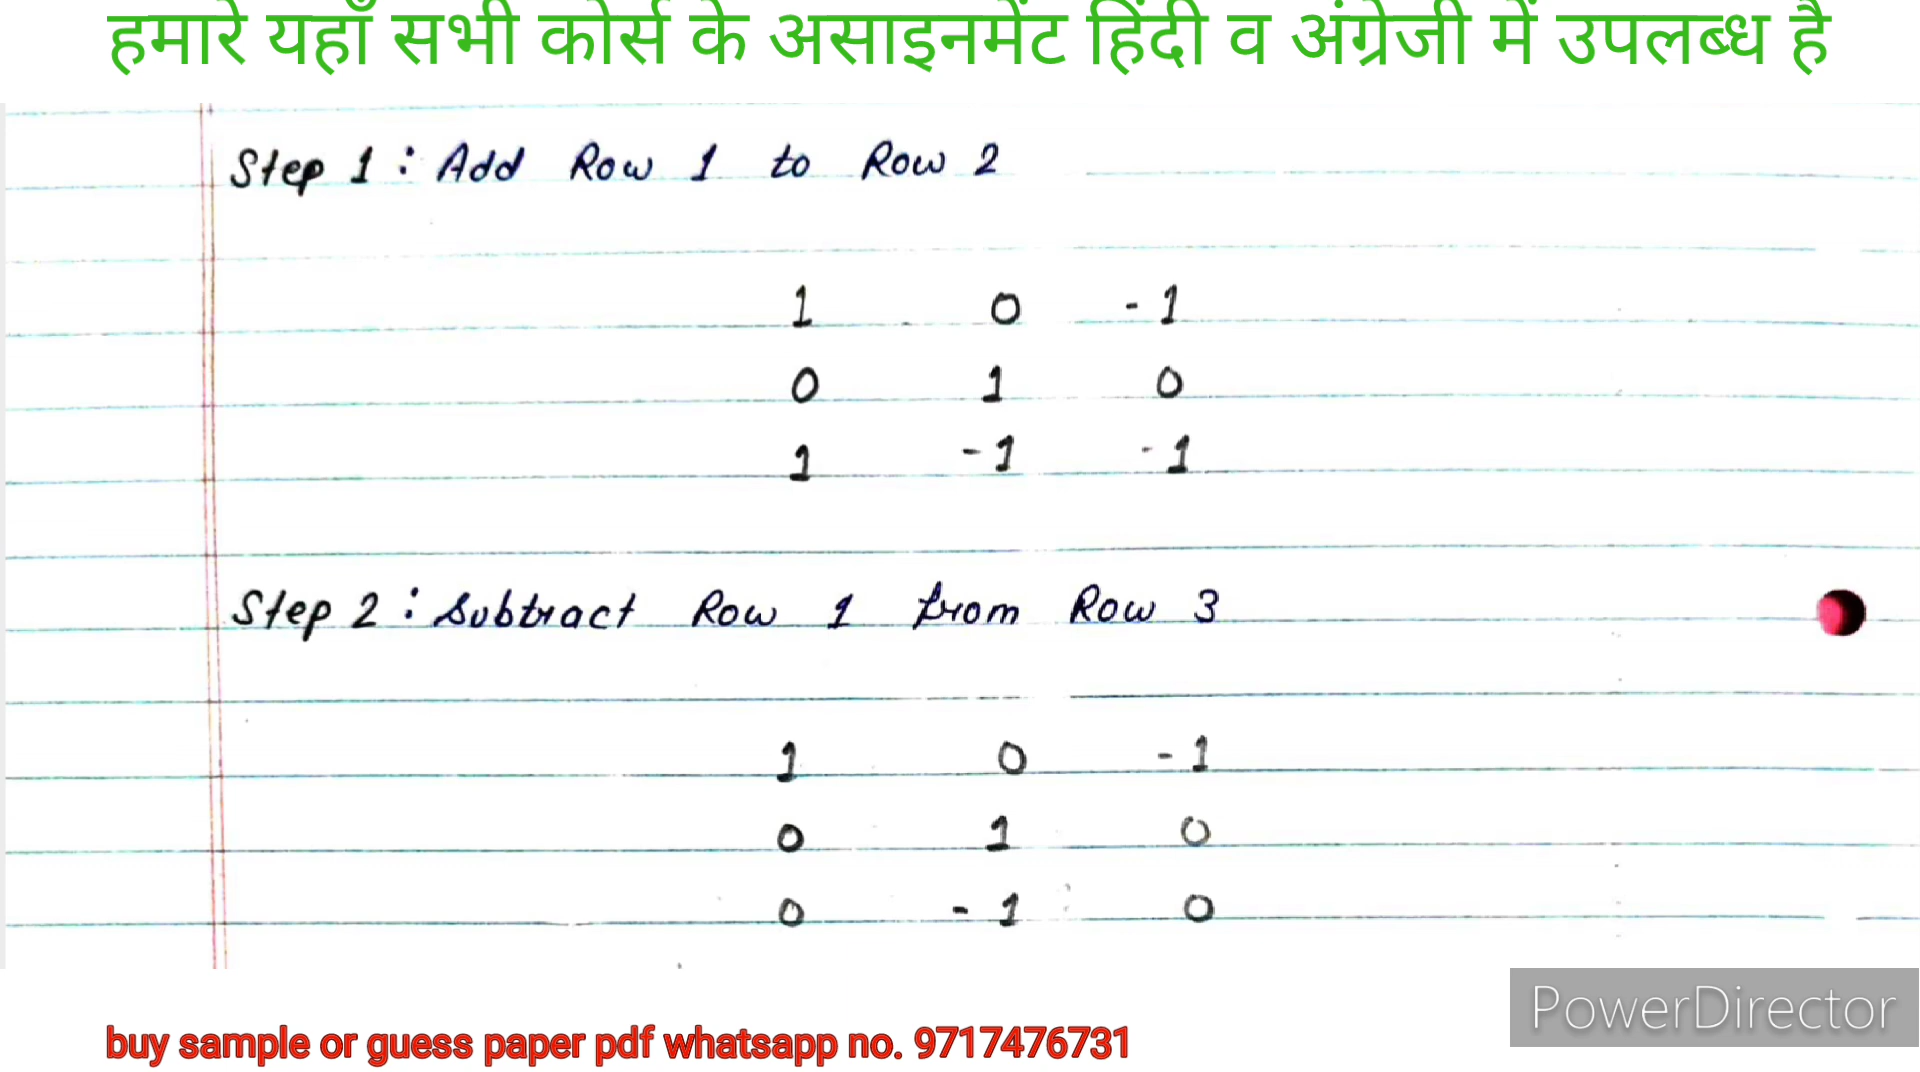 हमारे यहाँ सभी कोर्स के असाइनमेंट हिंदी व अंग्रेजी में उपलब्ध है
Step 1 : Add Row 1 to Row 2
1 0 -1
0 1 0
1 -1 -1
Step 2 : Subtract Row 1 from Row 3
1 0 -1
0 1 0
0 -1 0
PowerDirector
buy sample or guess paper pdf whatsapp no. 9717476731